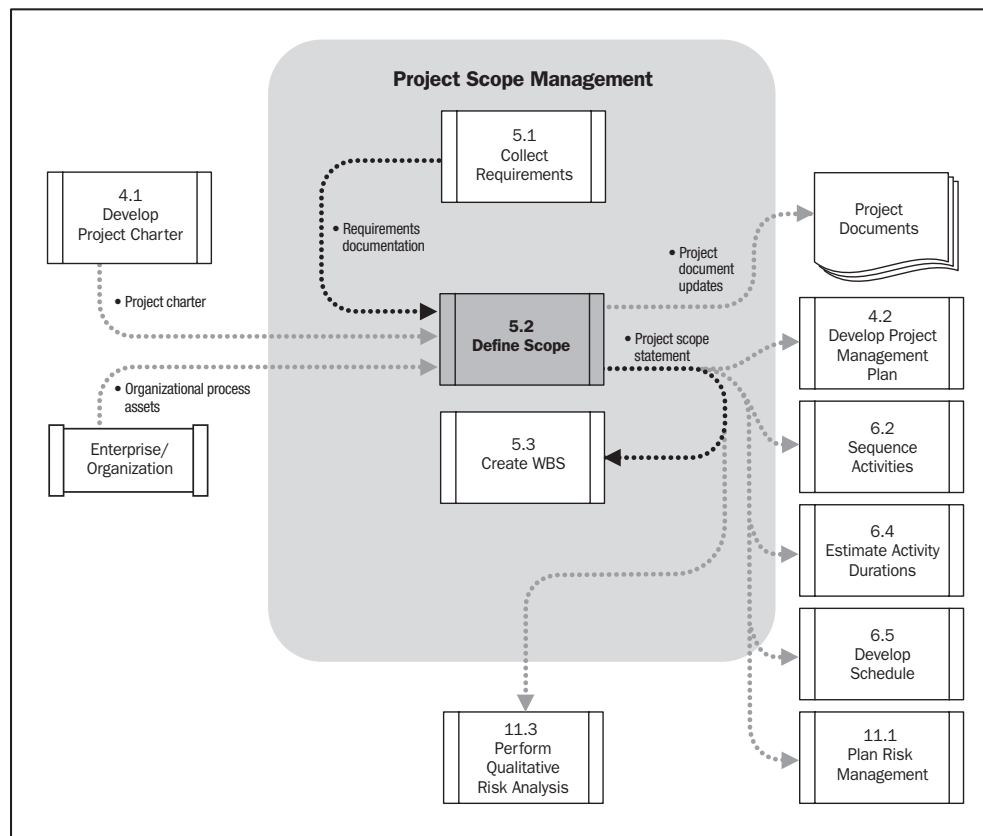 Project Scope Management
5.1
Collect
Requirements
4.1
Develop
Project Charter
• Requirements
documentation
• Project
document
updates
Project
Documents
• Project charter
5.2
Define Scope
• Project scope
statement
4.2
Develop Project
Management
Plan
• Organizational process
assets
Enterprise/
Organization
5.3
Create WBS
6.2
Sequence
Activities
6.4
Estimate Activity
Durations
6.5
Develop
Schedule
11.3
Perform
Qualitative
Risk Analysis
11.1
Plan Risk
Management